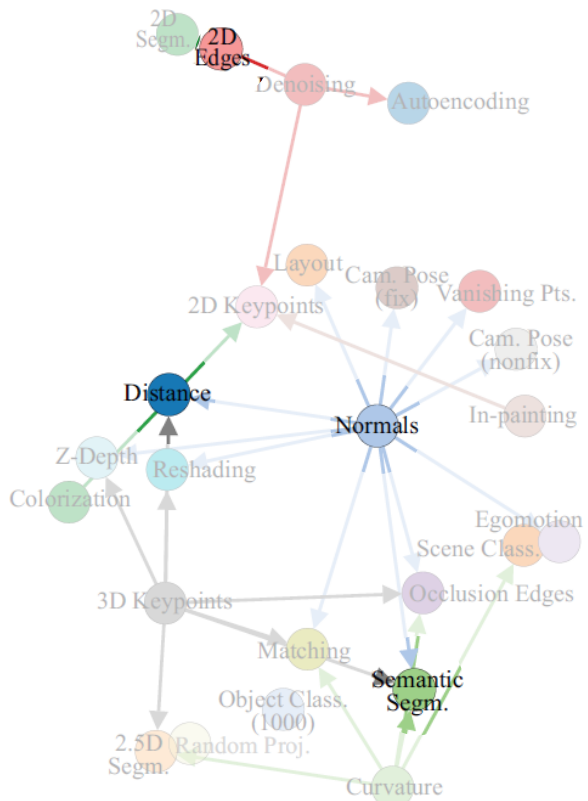 2D
Segm.
2D
Edges
Denoising
Autoencoding
Layout
Cam. Pose
(fix)
Vanishing Pts.
2D Keypoints
Cam. Pose
(nonfix)
Distance
Normals
In-painting
Z-Depth
Reshading
Colorization
Egomotion
Scene Class.
3D Keypoints
Occlusion Edges
Matching
Semantic
Segm.
Object Class.
(1000)
2.5D
Segm.
Random Proj.
Curvature